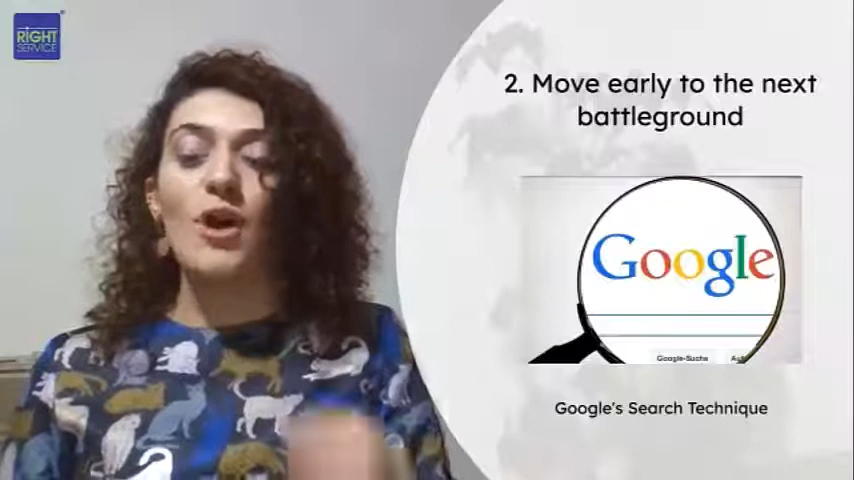 RIGHT
SERVICE
2. Move early to the next
battleground
Google
Google-Suche
Google's Search Technique